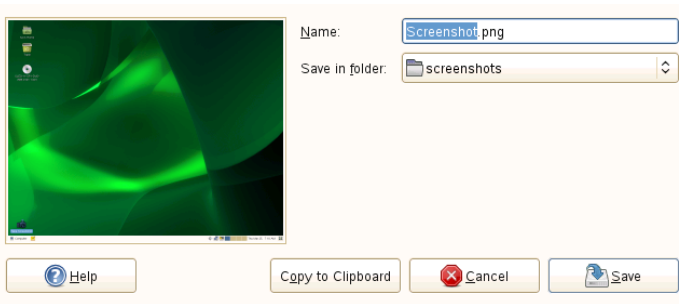 Name:
Screenshot.png
Save in folder:
screenshots
Help
Copy to Clipboard
Cancel
Save